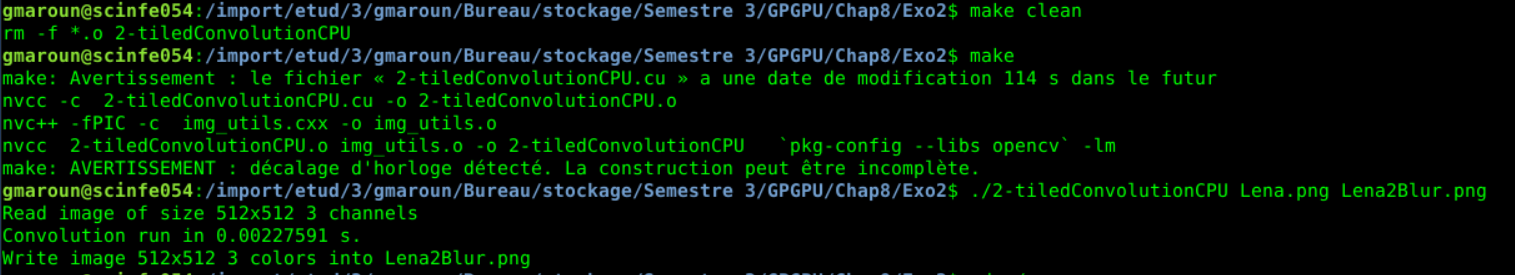 gmaroun@scinfe054:/import/etud/3/gmaroun/Bureau/stockage/Semestre 3/GPGPU/Chap8/Exo2$ make clean
rm -f *.o 2-tiledConvolutionCPU
gmaroun@scinfe054:/import/etud/3/gmaroun/Bureau/stockage/Semestre 3/GPGPU/Chap8/Exo2$ make
make: Avertissement : le fichier « 2-tiledConvolutionCPU.cu » a une date de modification 114 s dans le futur
nvcc -c  2-tiledConvolutionCPU.cu -o 2-tiledConvolutionCPU.o
nvc++ -fPIC -c  img_utils.cxx -o img_utils.o
nvcc  2-tiledConvolutionCPU.o img_utils.o -o 2-tiledConvolutionCPU   `pkg-config --libs opencv` -lm
make: AVERTISSEMENT : décalage d'horloge détecté. La construction peut être incomplète.
gmaroun@scinfe054:/import/etud/3/gmaroun/Bureau/stockage/Semestre 3/GPGPU/Chap8/Exo2$ ./2-tiledConvolutionCPU Lena.png Lena2Blur.png
Read image of size 512x512 3 channels
Convolution run in 0.00227591 s.
Write image 512x512 3 colors into Lena2Blur.png